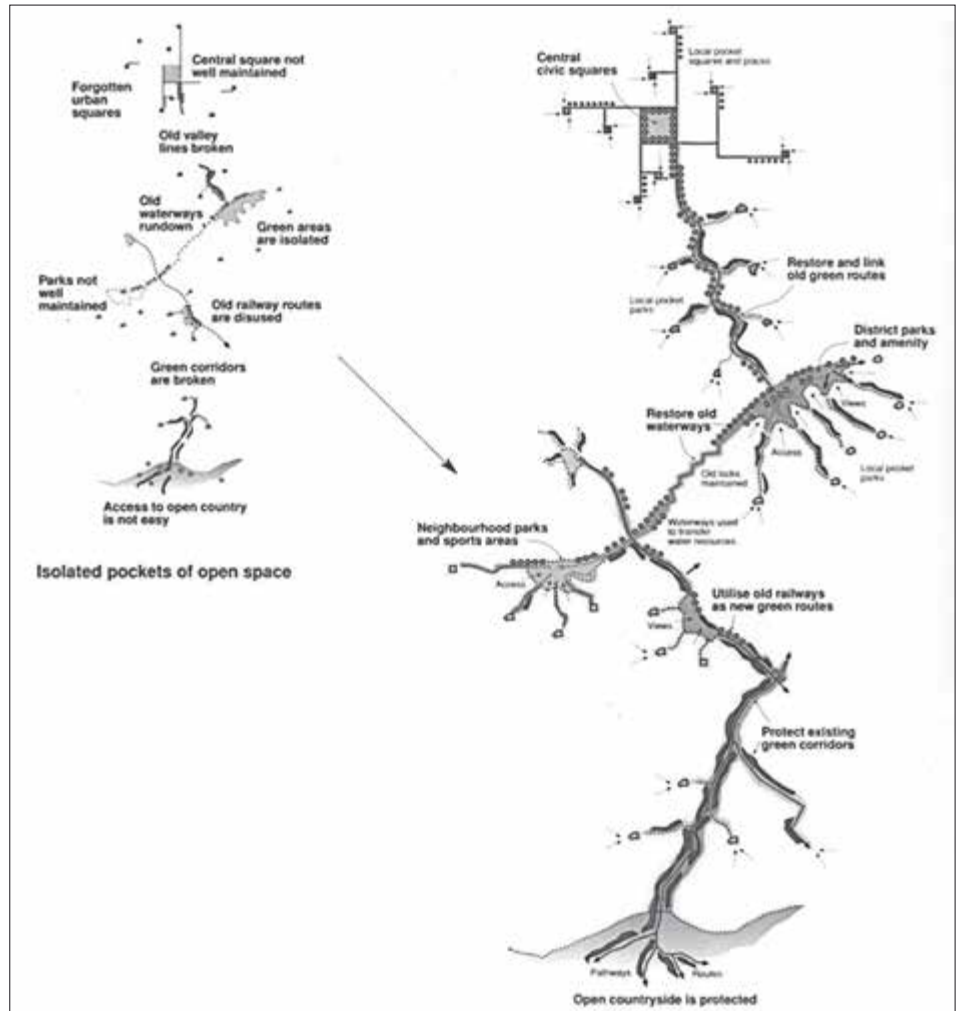 Central square not
well maintained
Forgotten
urban
squares
Old valley
lines broken
Old
waterways
rundown
Green areas
are isolated
Parks not
well
maintained
Old railway routes
are disused
Green corridors
are broken
Access to open country
is not easy
Isolated pockets of open space
Central
civic squares
Local pocket
squares and places
Restore and link
old green routes
Local pocket
parks
District parks
and amenity
Views
Restore old
waterways
Access
Old locks
maintained
Local pocket
parks
Waterways used
to transfer
water resources
Neighbourhood parks
and sports areas
Access
Utilise old railways
as new green routes
Views
Protect existing
green corridors
Pathways
Routes
Open countryside is protected